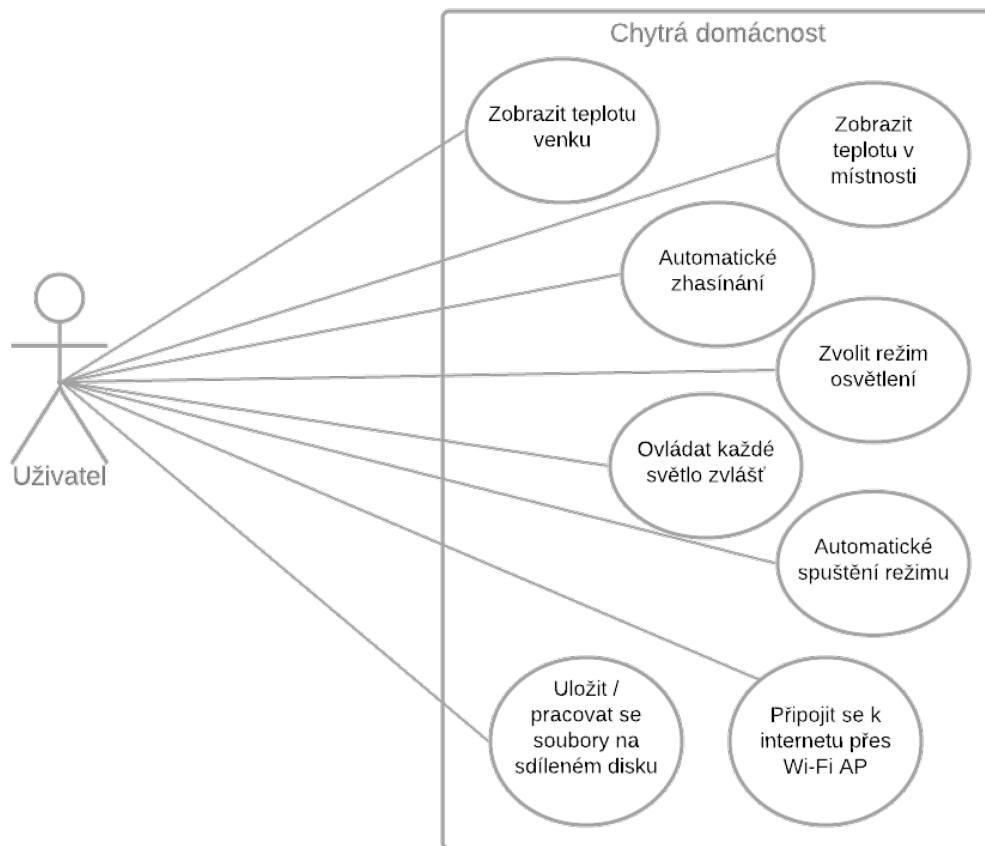 Chytrá domácnost
Zobrazit teplotu
venku
Zobrazit
teplotu v
místnosti
Automatické
zhasínání
Zvolit režim
osvětlení
Ovládat každé
světlo zvlášť
Uživatel
Automatické
spuštění režimu
Uložit /
pracovat se
soubory na
sdíleném disku
Připojit se k
internetu přes
Wi-Fi AP